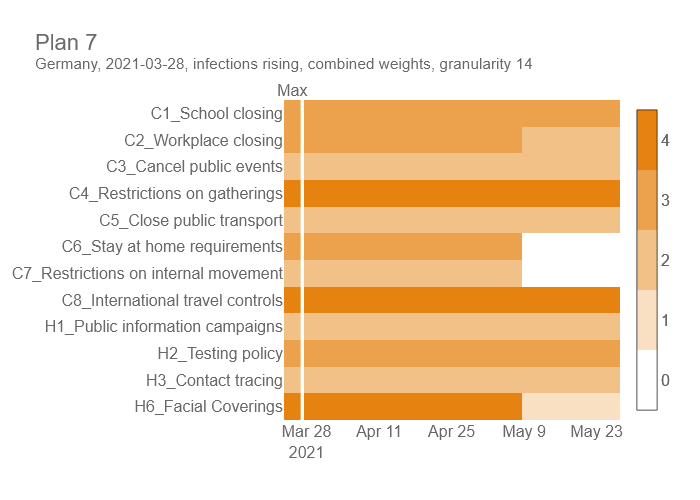 Plan 7
Germany, 2021-03-28, infections rising, combined weights, granularity 14
Max
C1_School closing
C2_Workplace closing
C3_Cancel public events
C4_Restrictions on gatherings
C5_Close public transport
C6_Stay at home requirements
C7_Restrictions on internal movement
C8_International travel controls
H1_Public information campaigns
H2_Testing policy
H3_Contact tracing
H6_Facial Coverings
4
3
2
1
0
Mar 28 Apr 11 Apr 25 May 9 May 23
2021